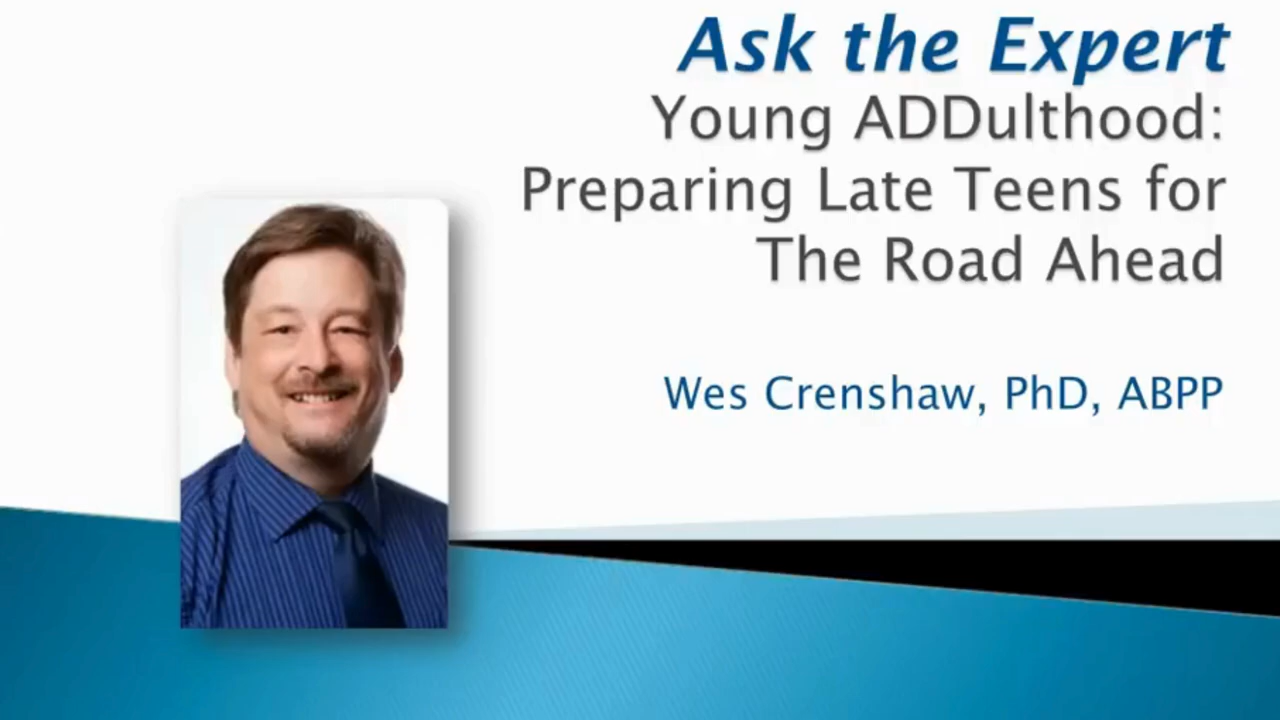 Ask the Expert
Young ADDulthood:
Preparing Late Teens for
The Road Ahead
Wes Crenshaw, PhD, ABPP